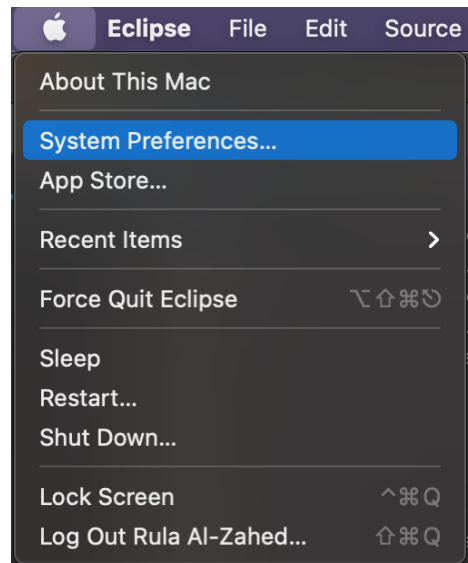 Eclipse File Edit Source
About This Mac
System Preferences...
App Store...
Recent Items
Force Quit Eclipse ⌥⇧⌘⎋
Sleep
Restart...
Shut Down...
Lock Screen ^⌘Q
Log Out Rula Al-Zahed... ⇧⌘Q